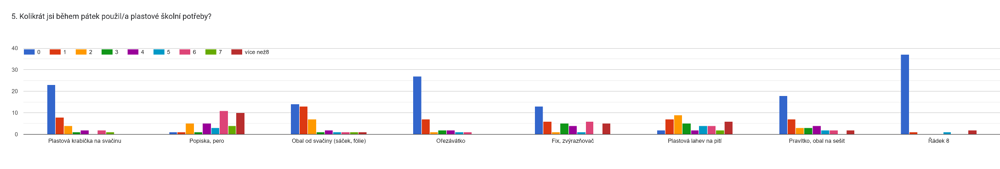 5. Kolikrát jsi během pátek použil/a plastové školní potřeby?
40
0 1 2 3 4 5 6 7 více než8
30
20
10
0
Plastová krabička na svačinu Popiska, pero Obal od svačiny (sáček, fólie) Ořezávátko Fix, zvýrazňovač Plastová lahev na pití Pravítko, obal na sešit Řádek 8